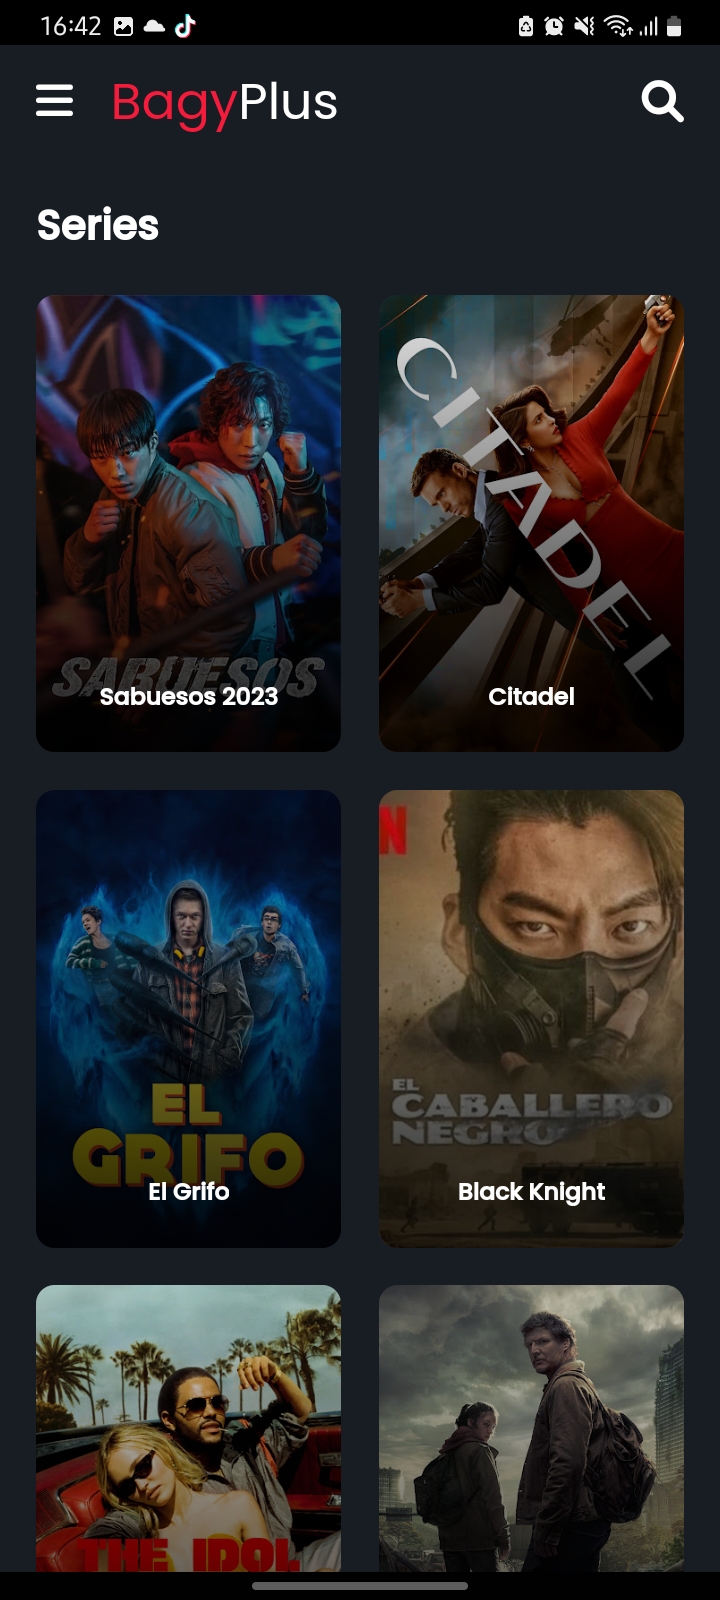 16:42
BagyPlus
Series
SABUESOS
Sabuesos 2023
CITADEL
Citadel
EL
GRIFO
El Grifo
N
EL
CABALLERO
NEGRO
Black Knight
THE IDOL